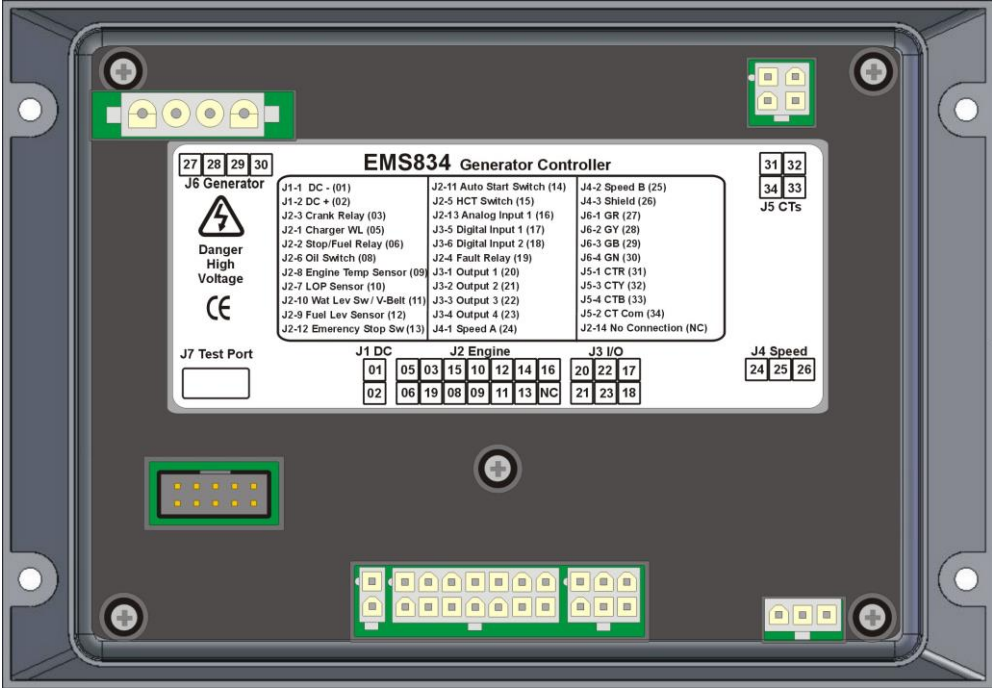 EMS834 Generator Controller
27 28 29 30
J6 Generator
Danger
High
Voltage
CE
J7 Test Port
J1-1 DC - (01)
J1-2 DC + (02)
J2-3 Crank Relay (03)
J2-1 Charger WL (05)
J2-2 Stop/Fuel Relay (06)
J2-6 Oil Switch (08)
J2-8 Engine Temp Sensor (09)
J2-7 LOP Sensor (10)
J2-10 Wat Lev Sw / V-Belt (11)
J2-9 Fuel Lev Sensor (12)
J2-12 Emerency Stop Sw (13)
J2-11 Auto Start Switch (14)
J2-5 HCT Switch (15)
J2-13 Analog Input 1 (16)
J3-5 Digital Input 1 (17)
J3-6 Digital Input 2 (18)
J2-4 Fault Relay (19)
J3-1 Output 1 (20)
J3-2 Output 2 (21)
J3-3 Output 3 (22)
J3-4 Output 4 (23)
J4-1 Speed A (24)
J4-2 Speed B (25)
J4-3 Shield (26)
J6-1 GR (27)
J6-2 GY (28)
J6-3 GB (29)
J6-4 GN (30)
J5-1 CTR (31)
J5-3 CTY (32)
J5-4 CTB (33)
J5-2 CT Com (34)
J2-14 No Connection (NC)
31 32
34 33
J5 CTs
J1 DC
01
02
J2 Engine
05 03 15 10 12 14 16
06 19 08 09 11 13 NC
J3 I/O
20 22 17
21 23 18
J4 Speed
24 25 26